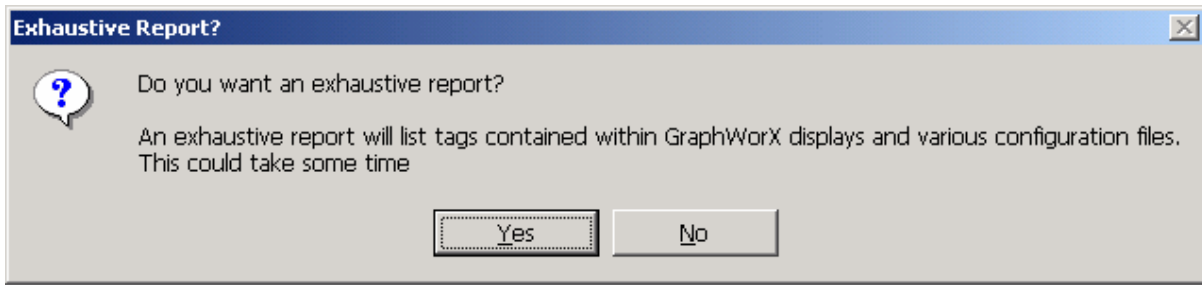 Exhaustive Report?
Do you want an exhaustive report?
An exhaustive report will list tags contained within GraphWorX displays and various configuration files.
This could take some time
Yes No